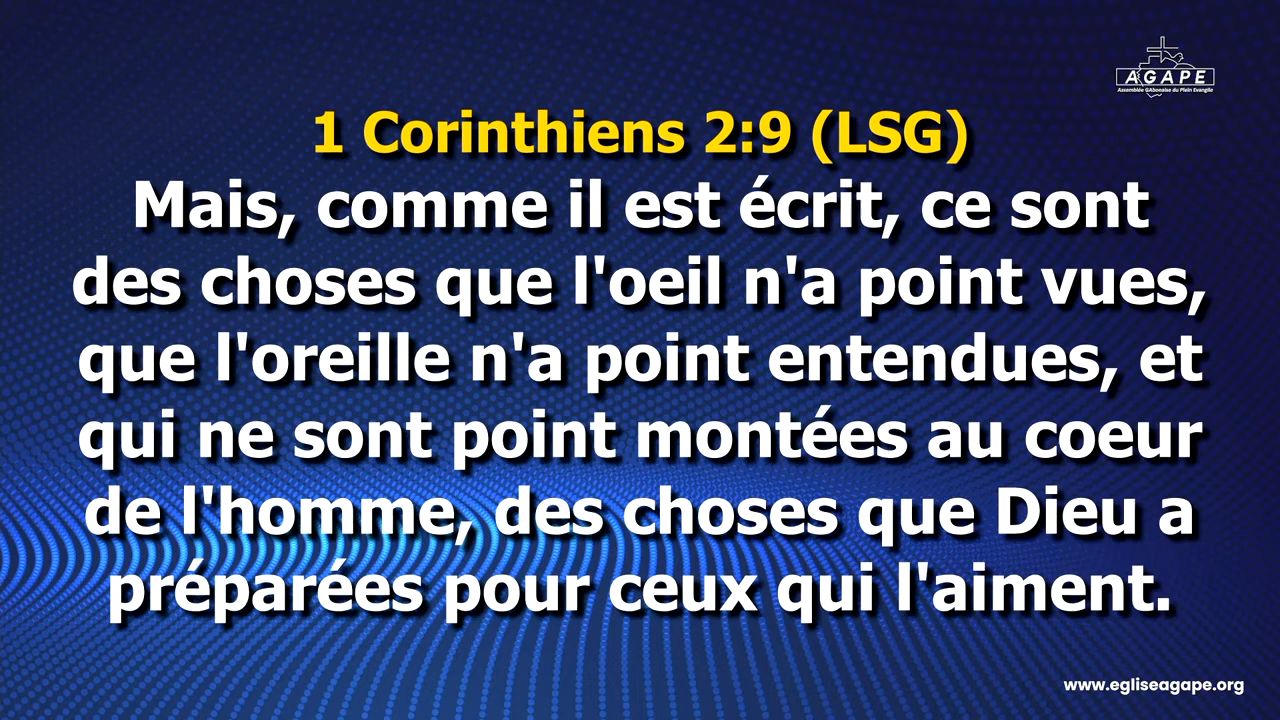 AGAPE
Assemblée GAbonaise du Plein Evangile
1 Corinthiens 2:9 (LSG)
Mais, comme il est écrit, ce sont
des choses que l'oeil n'a point vues,
que l'oreille n'a point entendues, et
qui ne sont point montées au coeur
de l'homme, des choses que Dieu a
préparées pour ceux qui l'aiment.
www.egliseagape.org